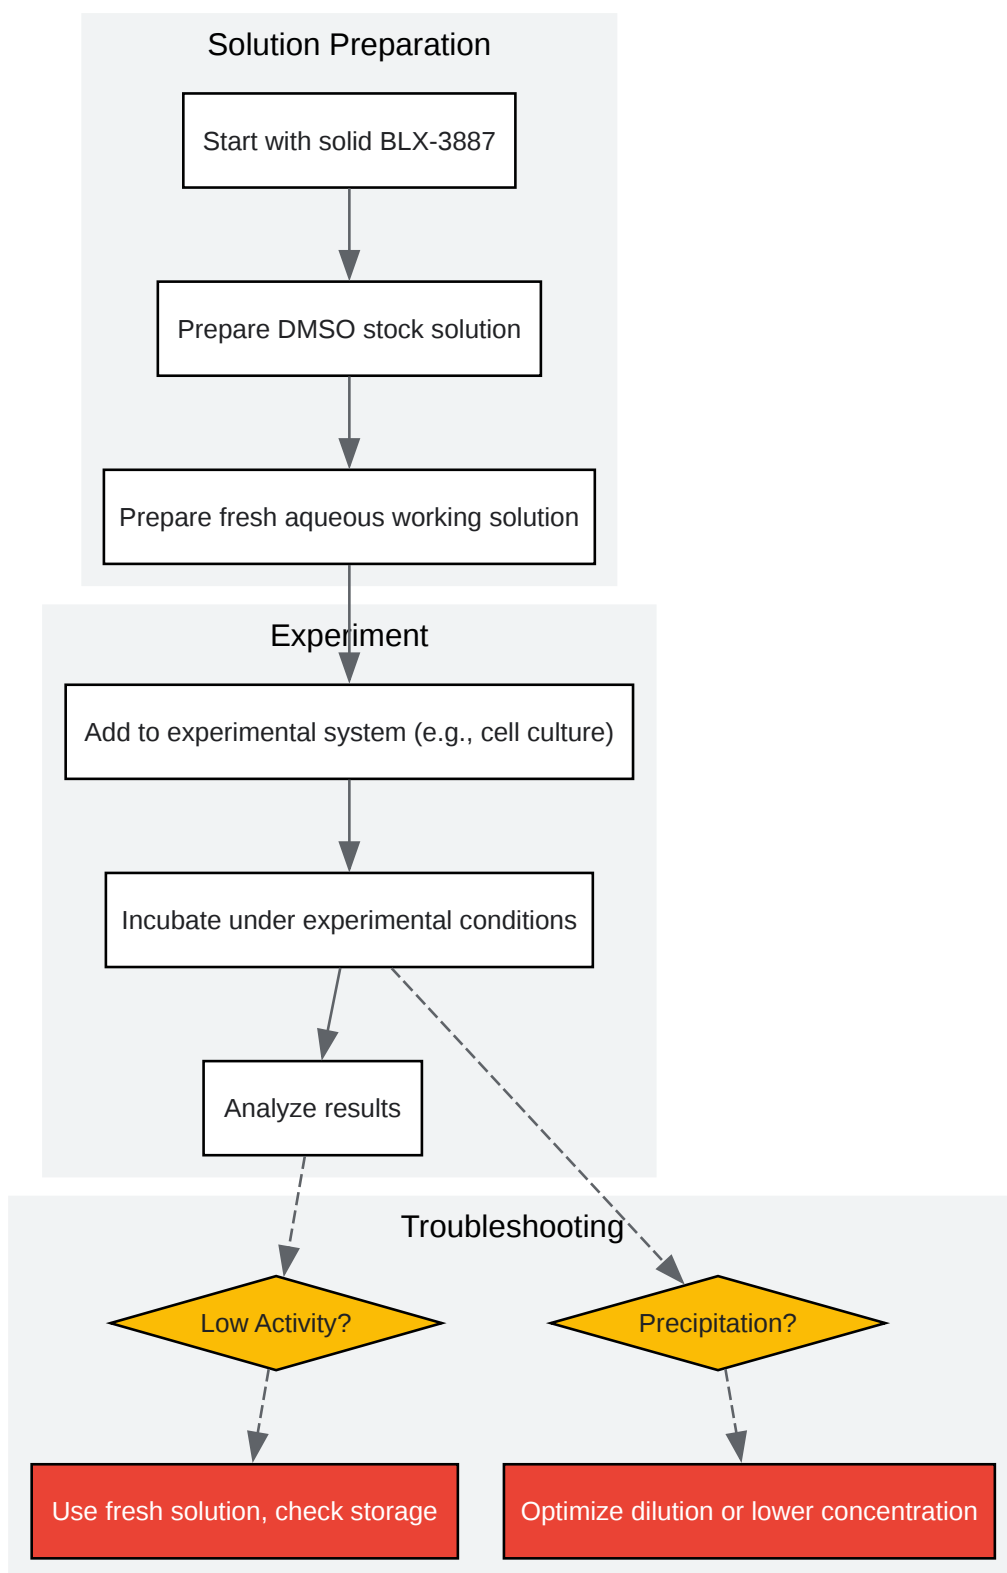 Solution Preparation
Start with solid BLX-3887
Prepare DMSO stock solution
Prepare fresh aqueous working solution
Experiment
Add to experimental system (e.g., cell culture)
Incubate under experimental conditions
Analyze results
Troubleshooting
Low Activity?
Precipitation?
Use fresh solution, check storage
Optimize dilution or lower concentration